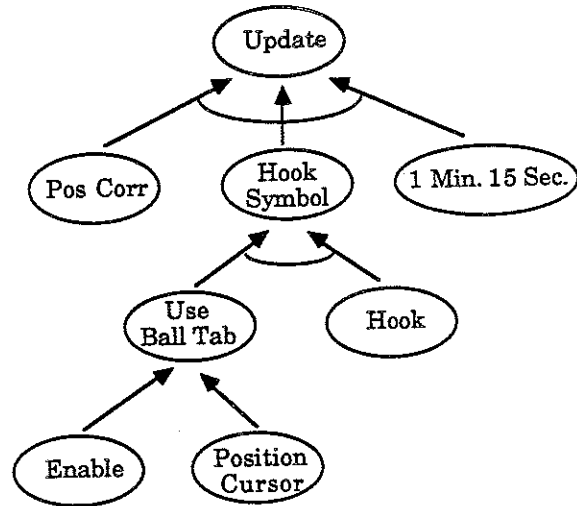 Update
Pos Corr
Hook
Symbol
1 Min. 15 Sec.
Use
Ball Tab
Hook
Enable
Position
Cursor